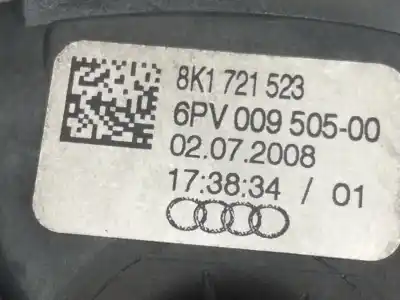 8K1 721 523
6PV 009 505-00
02.07.2008
17:38:34 / 01